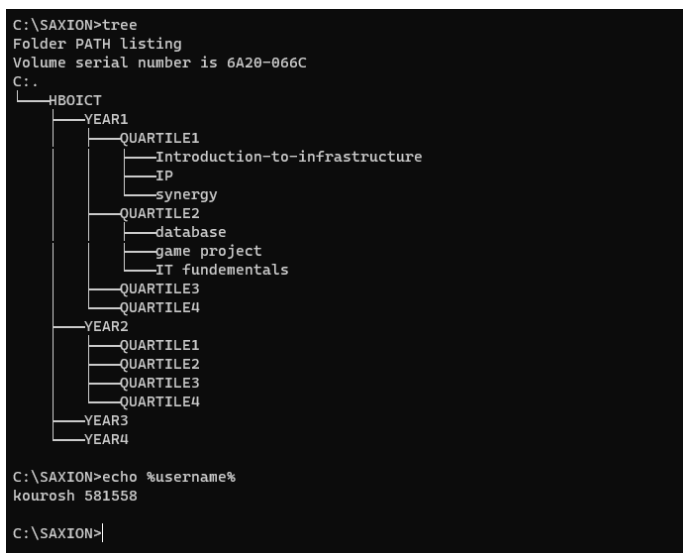 C:\SAXION>tree
Folder PATH listing
Volume serial number is 6A20-066C
C:.
└───HBOICT
    ├───YEAR1
    │   ├───QUARTILE1
    │   │   ├───Introduction-to-infrastructure
    │   │   ├───IP
    │   │   └───synergy
    │   ├───QUARTILE2
    │   │   ├───database
    │   │   ├───game project
    │   │   └───IT fundementals
    │   ├───QUARTILE3
    │   └───QUARTILE4
    ├───YEAR2
    │   ├───QUARTILE1
    │   ├───QUARTILE2
    │   ├───QUARTILE3
    │   └───QUARTILE4
    ├───YEAR3
    └───YEAR4
C:\SAXION>echo %username%
kourosh 581558
C:\SAXION>